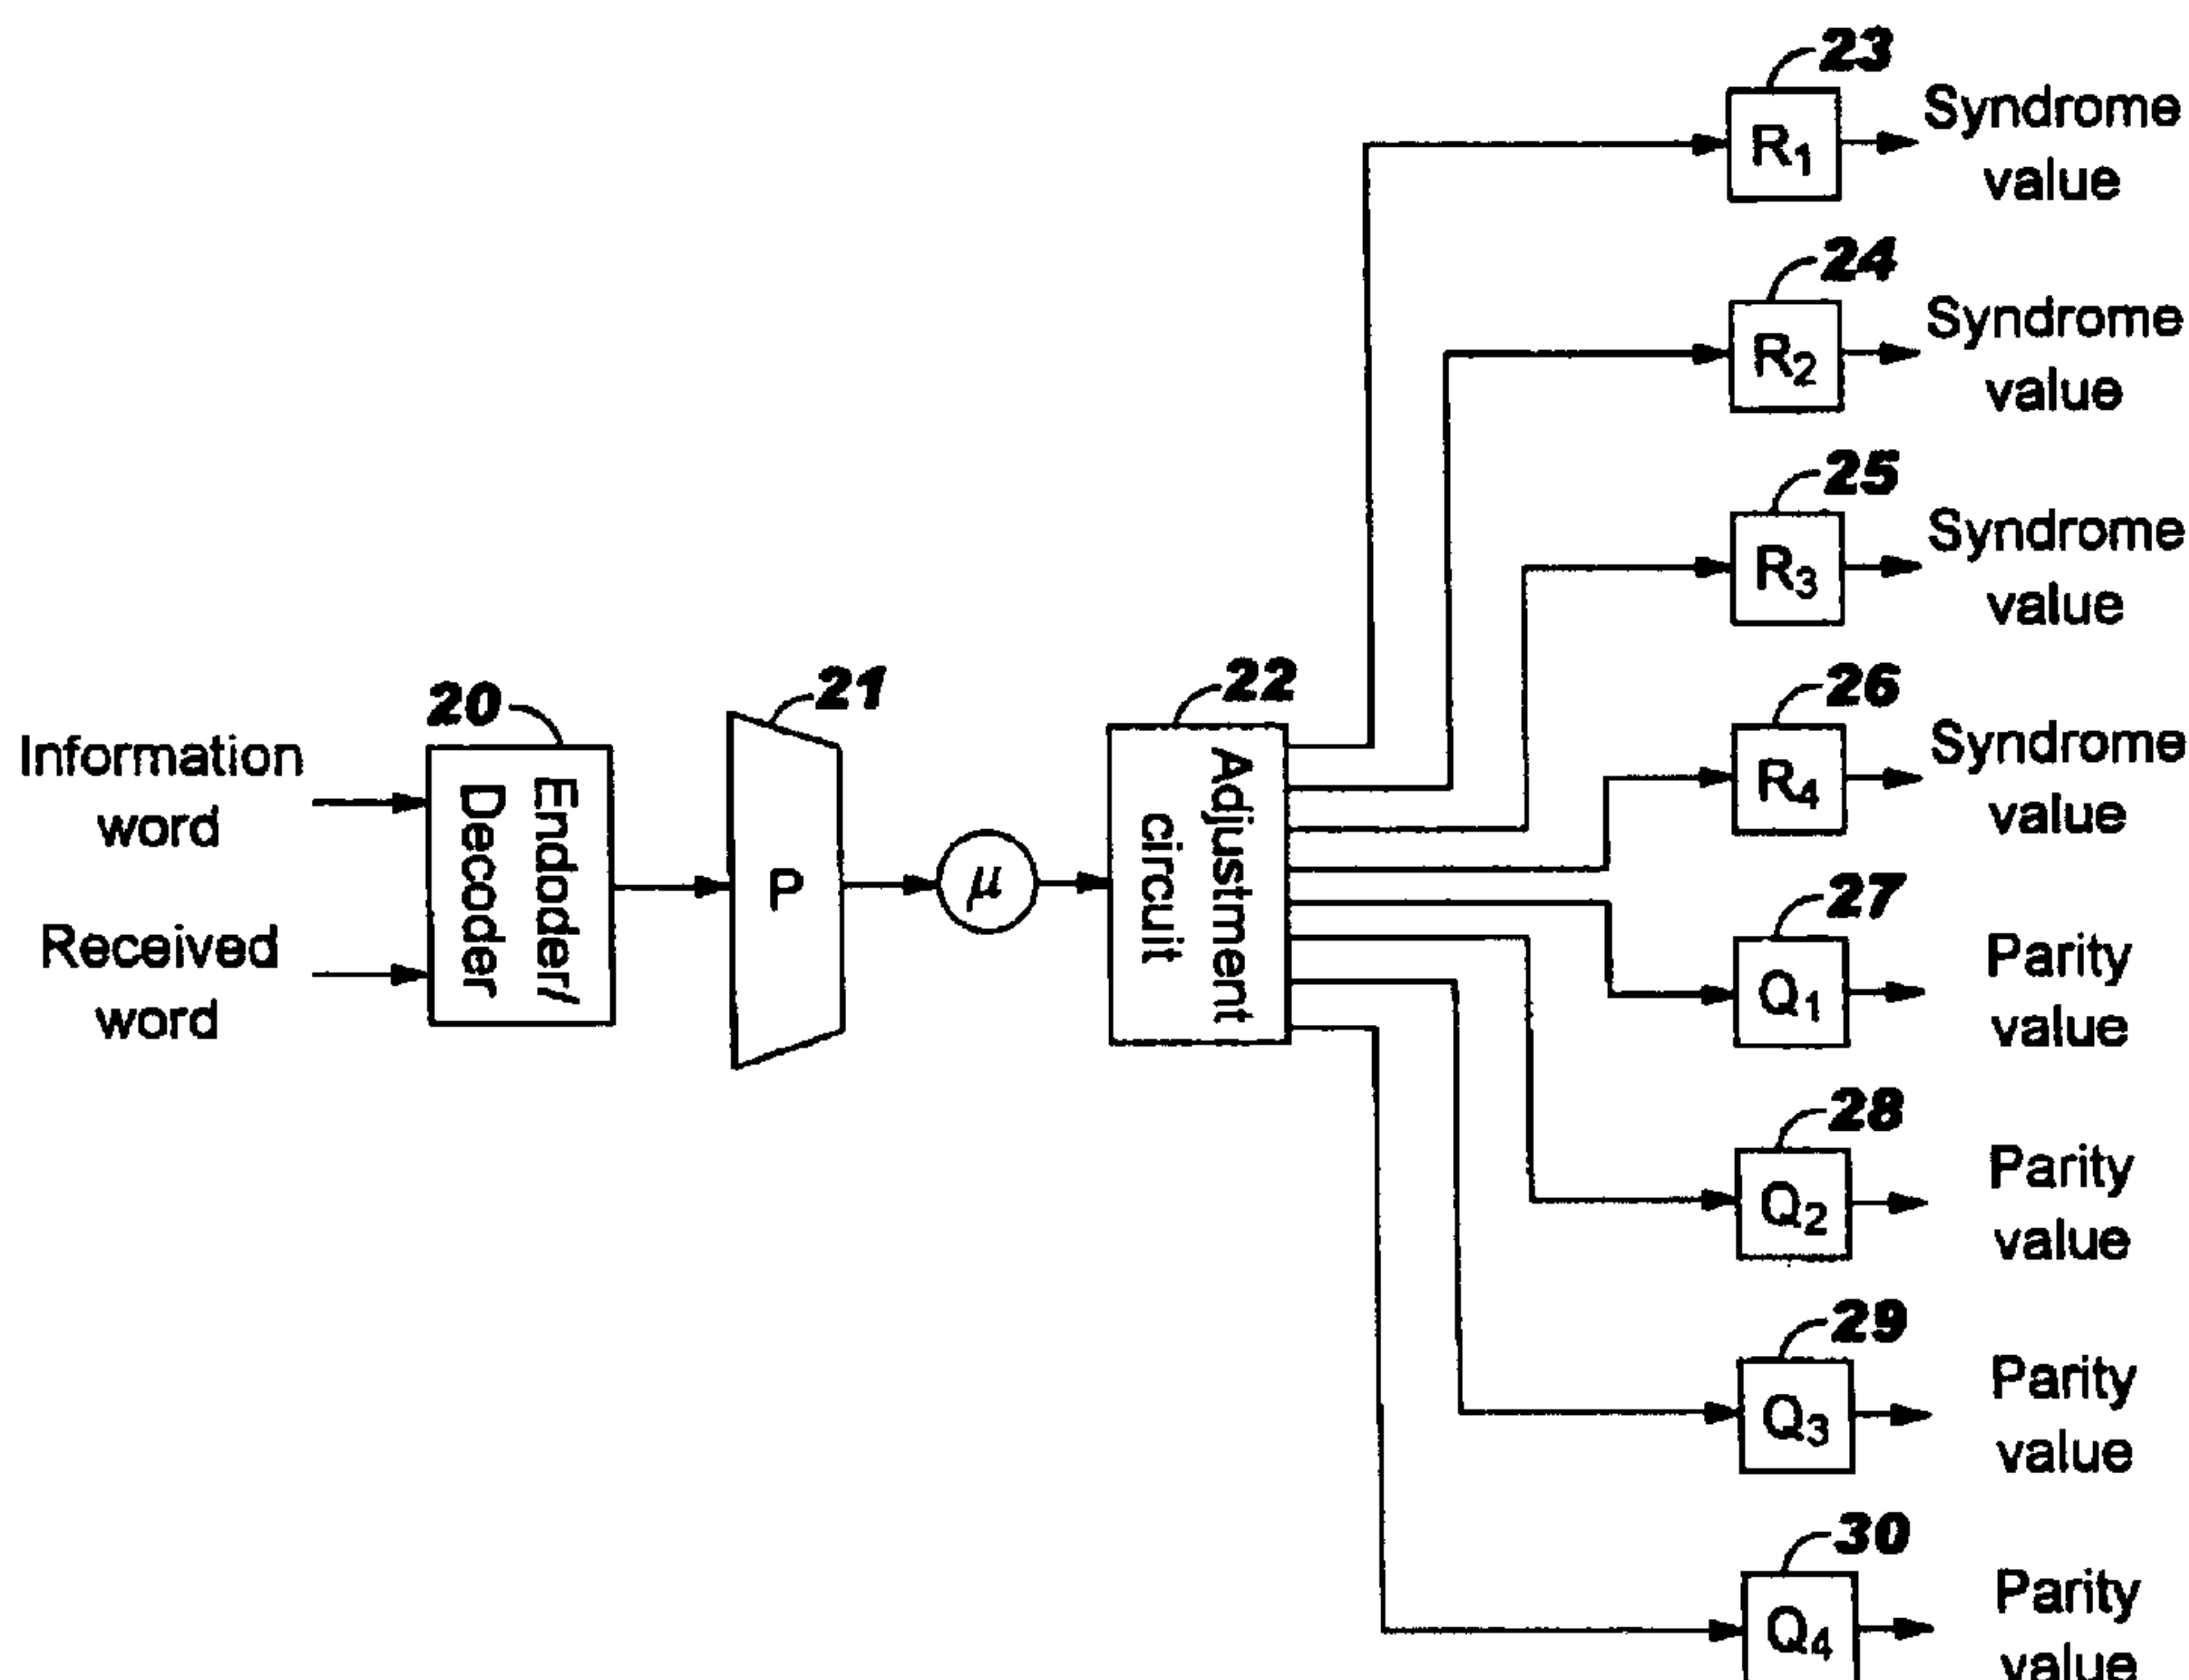 23
R1
Syndrome
value
24
R2
Syndrome
value
25
R3
Syndrome
value
26
R4
Syndrome
value
20
21
22
Information
word
Received
word
Endoder/
Decoder
P
μ
Adjustment
circuit
27
Q1
Parity
value
28
Q2
Parity
value
29
Q3
Parity
value
30
Q4
Parity
value